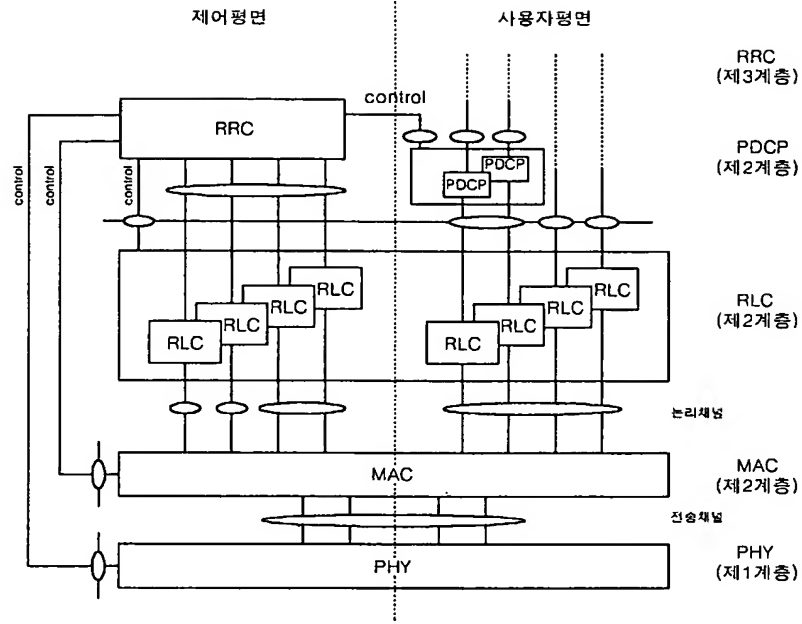 제어평면
사용자평면
RRC
(제3계층)
control
RRC
PDCP
(제2계층)
PDCP
PDCP
control
control
control
RLC
RLC
RLC
RLC
RLC
RLC
RLC
RLC
RLC
(제2계층)
논리채널
MAC
MAC
(제2계층)
전송채널
PHY
PHY
(제1계층)